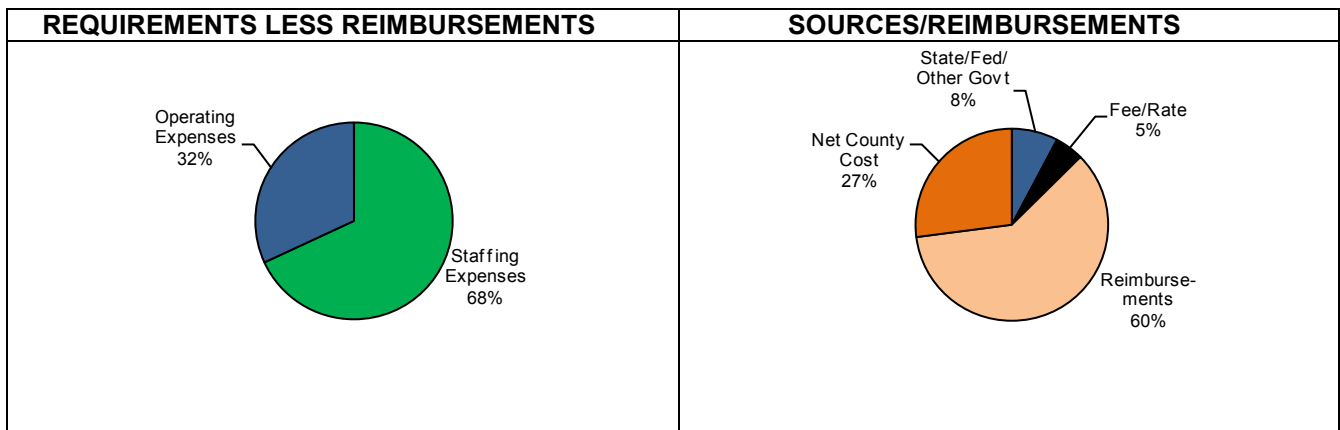 REQUIREMENTS LESS REIMBURSEMENTS
Operating
Expenses
32%
Staffing
Expenses
68%
SOURCES/REIMBURSEMENTS
State/Fed/
Other Govt
8%
Fee/Rate
5%
Net County
Cost
27%
Reimburse-
ments
60%